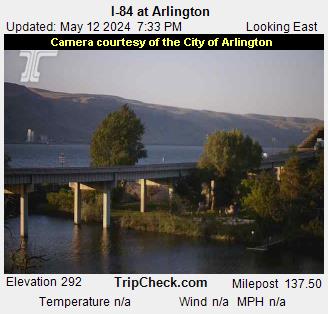 I-84 at Arlington
Updated: May 12 2024 7:33 PM Looking East
Camera courtesy of the City of Arlington
Elevation 292 TripCheck.com Milepost 137.50
Temperature n/a Wind n/a MPH n/a